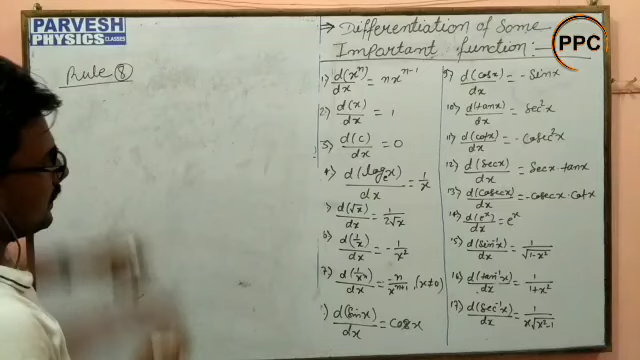 PARVESH
PHYSICS CLASSES
Rule 8
→ Differentiation of Some
Important function:-
PPC
1) d(xⁿ)/dx = nxⁿ⁻¹
2) d(x)/dx = 1
3) d(c)/dx = 0
4) d(logₑx)/dx = 1/x
) d(√x)/dx = 1/2√x
6) d(1/x)/dx = -1/x²
7) d(1/xⁿ)/dx = n/xⁿ⁺¹, (x≠0)
) d(sinx)/dx = cosx
9) d(cosx)/dx = -sinx
10) d(tanx)/dx = sec²x
11) d(cotx)/dx = -cosec²x
12) d(secx)/dx = secx·tanx
13) d(cosecx)/dx = -cosecx·cotx
14) d(eˣ)/dx = eˣ
15) d(sin⁻¹x)/dx = 1/√1-x²
16) d(tan⁻¹x)/dx = 1/1+x²
17) d(sec⁻¹x)/dx = 1/x√x²-1